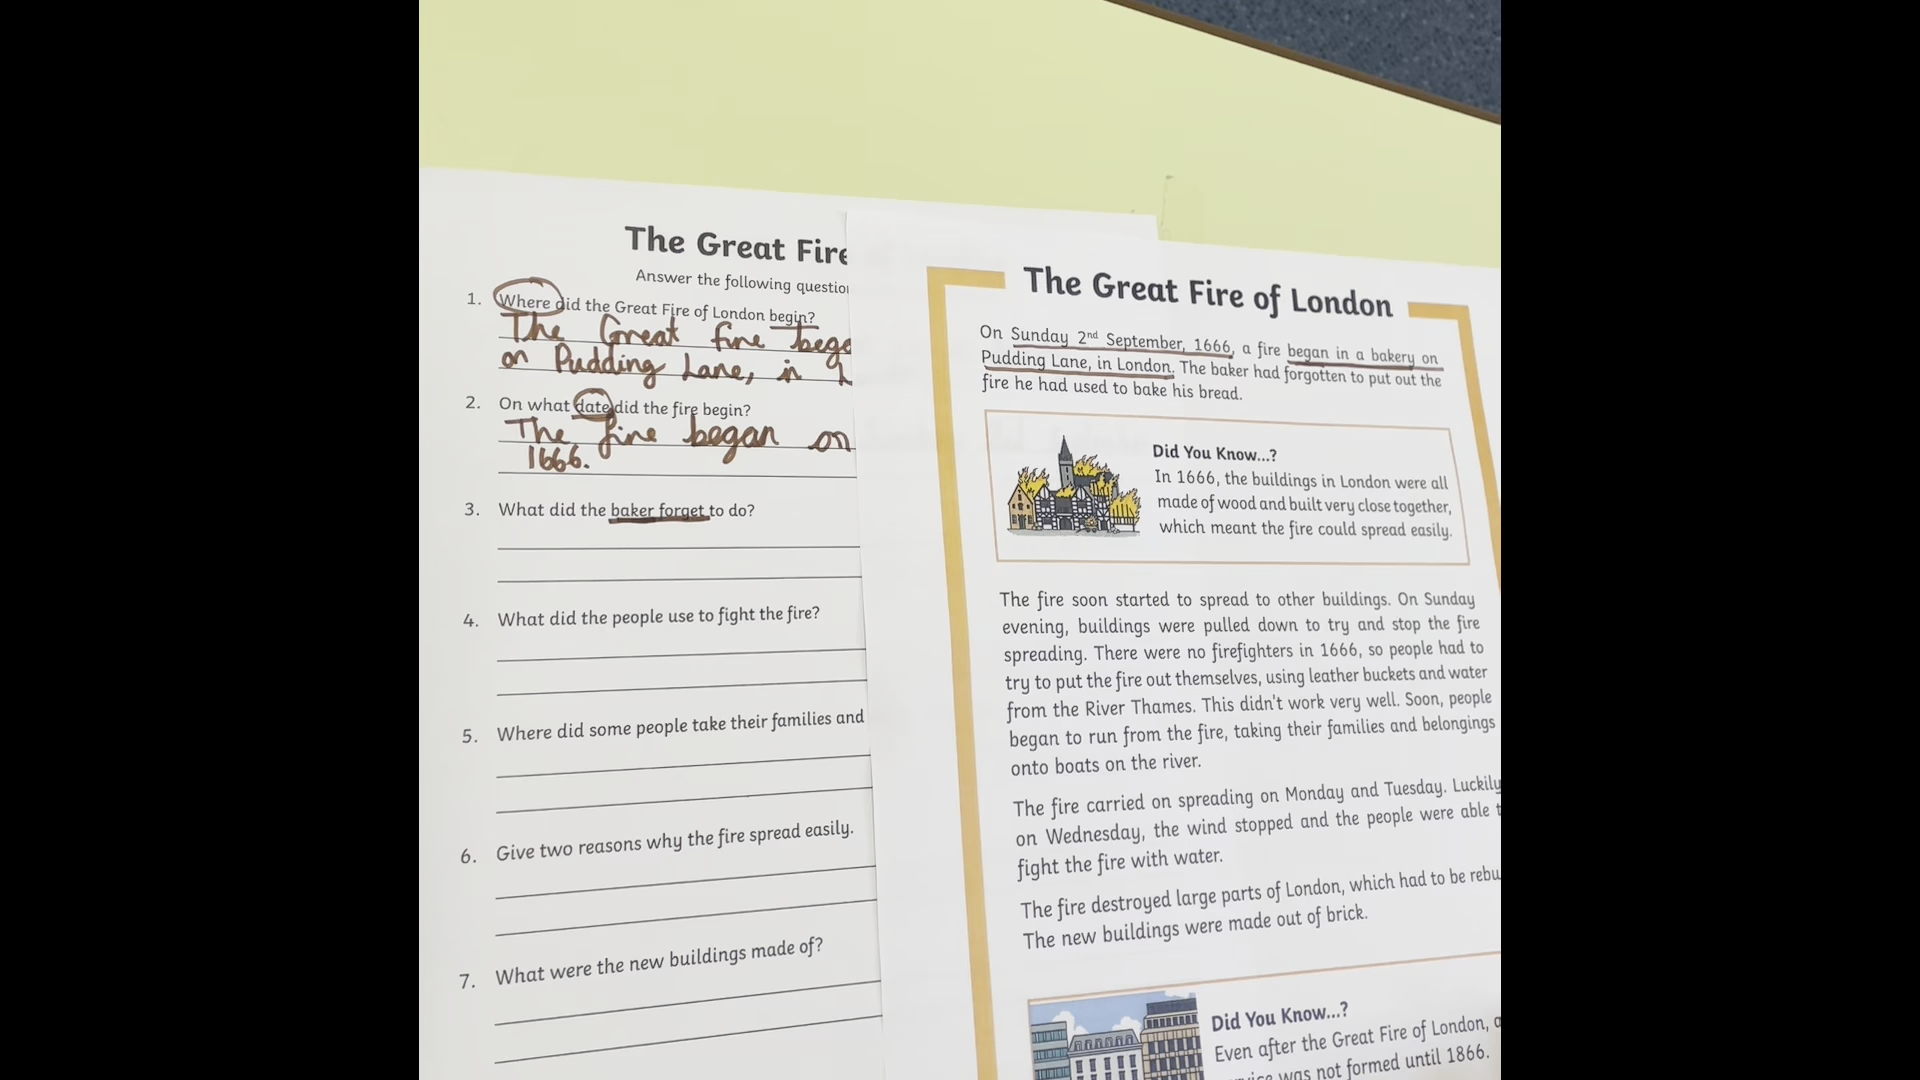 The Great Fire
Answer the following question
1. Where did the Great Fire of London begin?
The Great fire bega
on Pudding Lane, in L
2. On what date did the fire begin?
The fire began on
1666.
3. What did the baker forget to do?
4. What did the people use to fight the fire?
5. Where did some people take their families and
6. Give two reasons why the fire spread easily.
7. What were the new buildings made of?
The Great Fire of London
On Sunday 2nd September, 1666, a fire began in a bakery on
Pudding Lane, in London. The baker had forgotten to put out the
fire he had used to bake his bread.
Did You Know...?
In 1666, the buildings in London were all
made of wood and built very close together,
which meant the fire could spread easily.
The fire soon started to spread to other buildings. On Sunday
evening, buildings were pulled down to try and stop the fire
spreading. There were no firefighters in 1666, so people had to
try to put the fire out themselves, using leather buckets and water
from the River Thames. This didn't work very well. Soon, people
began to run from the fire, taking their families and belongings
onto boats on the river.
The fire carried on spreading on Monday and Tuesday. Luckily
on Wednesday, the wind stopped and the people were able t
fight the fire with water.
The fire destroyed large parts of London, which had to be rebu
The new buildings were made out of brick.
Did You Know...?
Even after the Great Fire of London, a
was not formed until 1866.